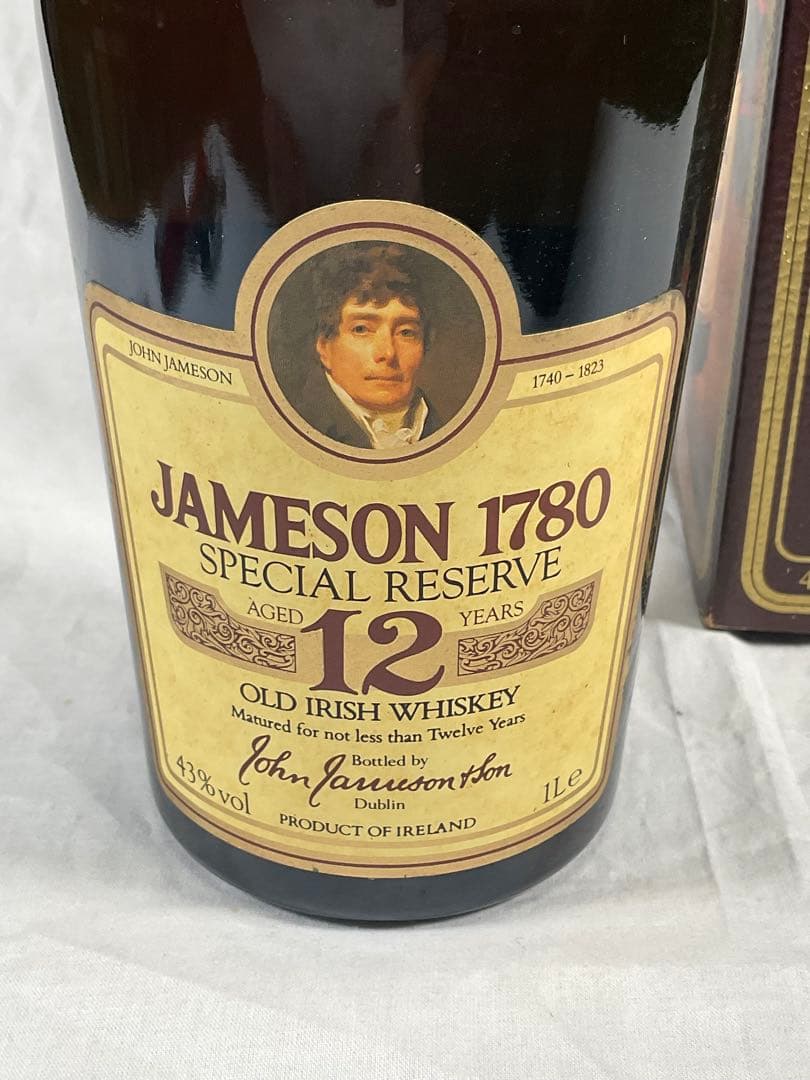 JOHN JAMESON
1740 – 1823
JAMESON 1780
SPECIAL RESERVE
AGED 12 YEARS
OLD IRISH WHISKEY
Matured for not less than Twelve Years
Bottled by
John Jameson & Son
Dublin
43% vol
1L e
PRODUCT OF IRELAND